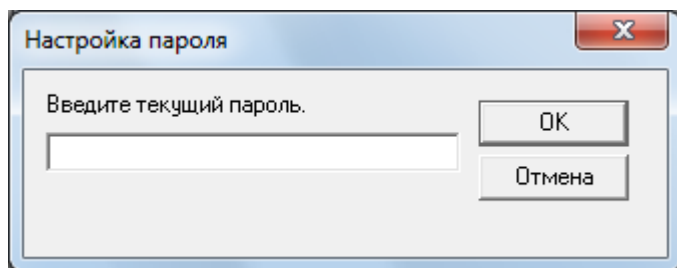 Настройка пароля
Введите текущий пароль.
OK
Отмена